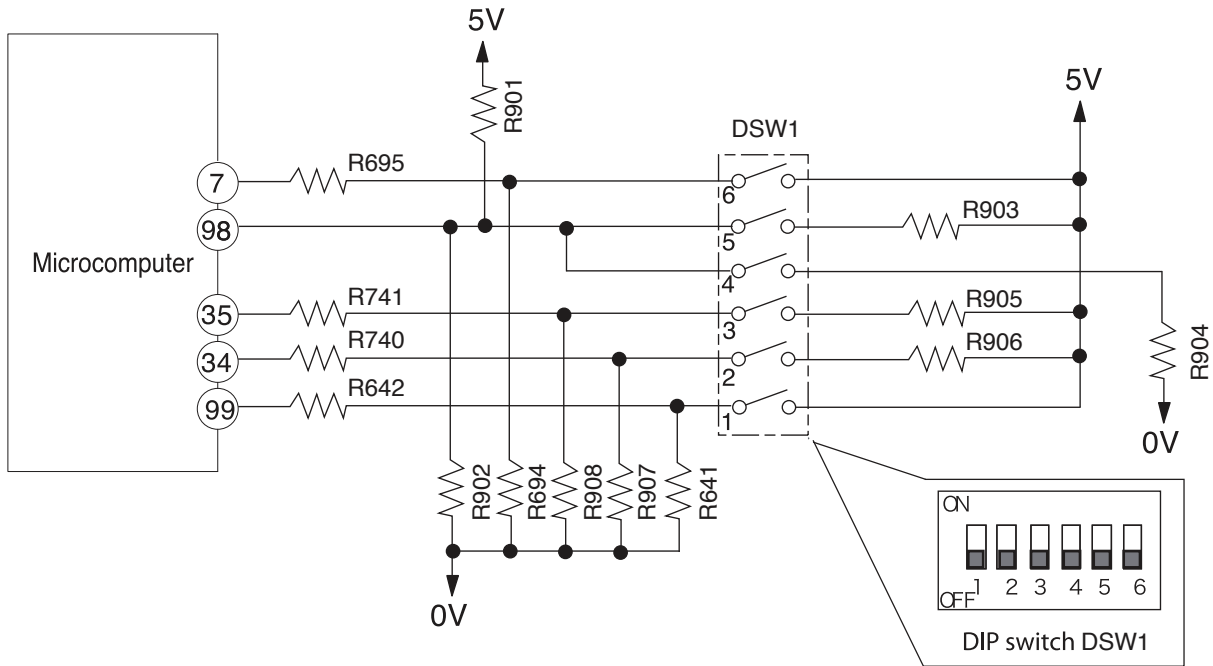 5V
R901
5V
DSW1
R695
7
6
98
R903
5
Microcomputer
4
R741
35
R905
3
R740
34
R906
2
R904
R642
99
1
0V
R902
R694
R908
R907
R641
0V
ON
1 2 3 4 5 6
OFF
DIP switch DSW1